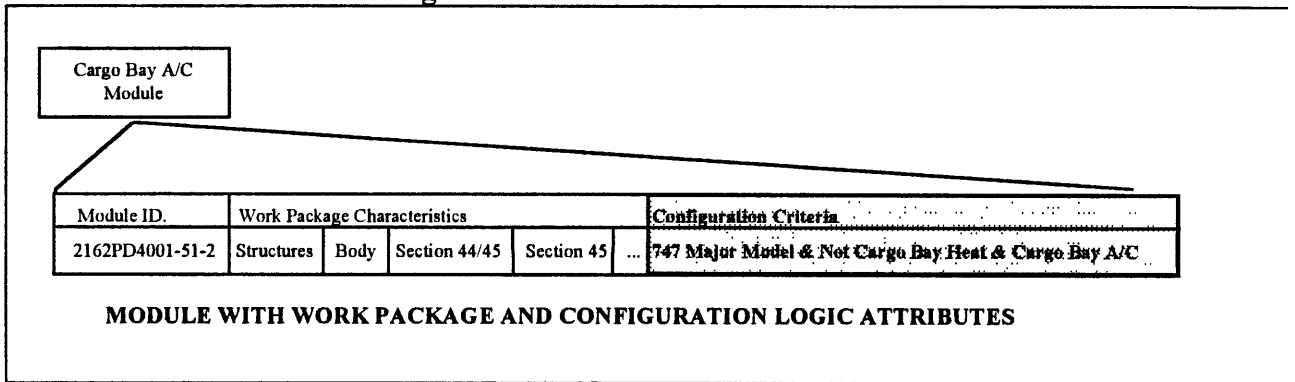 Cargo Bay A/C
Module
Module ID. Work Package Characteristics Configuration Criteria
2162PD4001-51-2 Structures Body Section 44/45 Section 45 ... 747 Major Model & Not Cargo Bay Heat & Cargo Bay A/C
MODULE WITH WORK PACKAGE AND CONFIGURATION LOGIC ATTRIBUTES